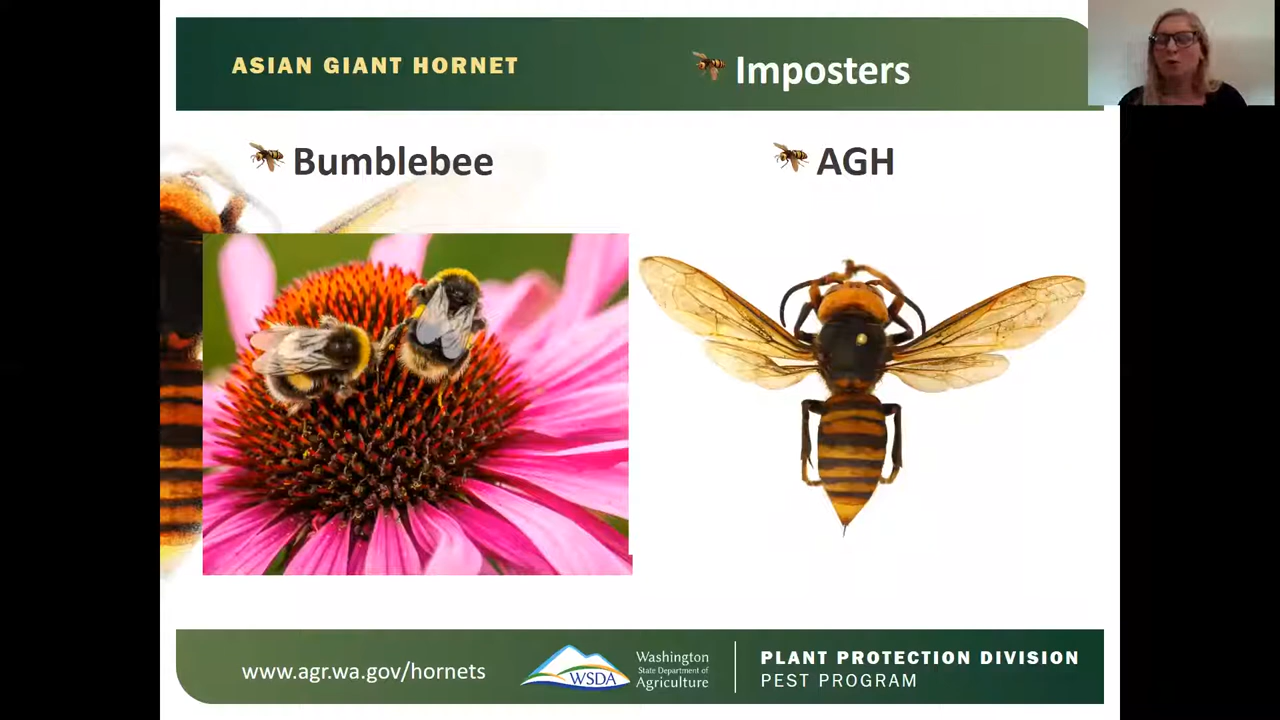 ASIAN GIANT HORNET
Imposters
Bumblebee
AGH
www.agr.wa.gov/hornets
WSDA
Washington
State Department of
Agriculture
PLANT PROTECTION DIVISION
PEST PROGRAM